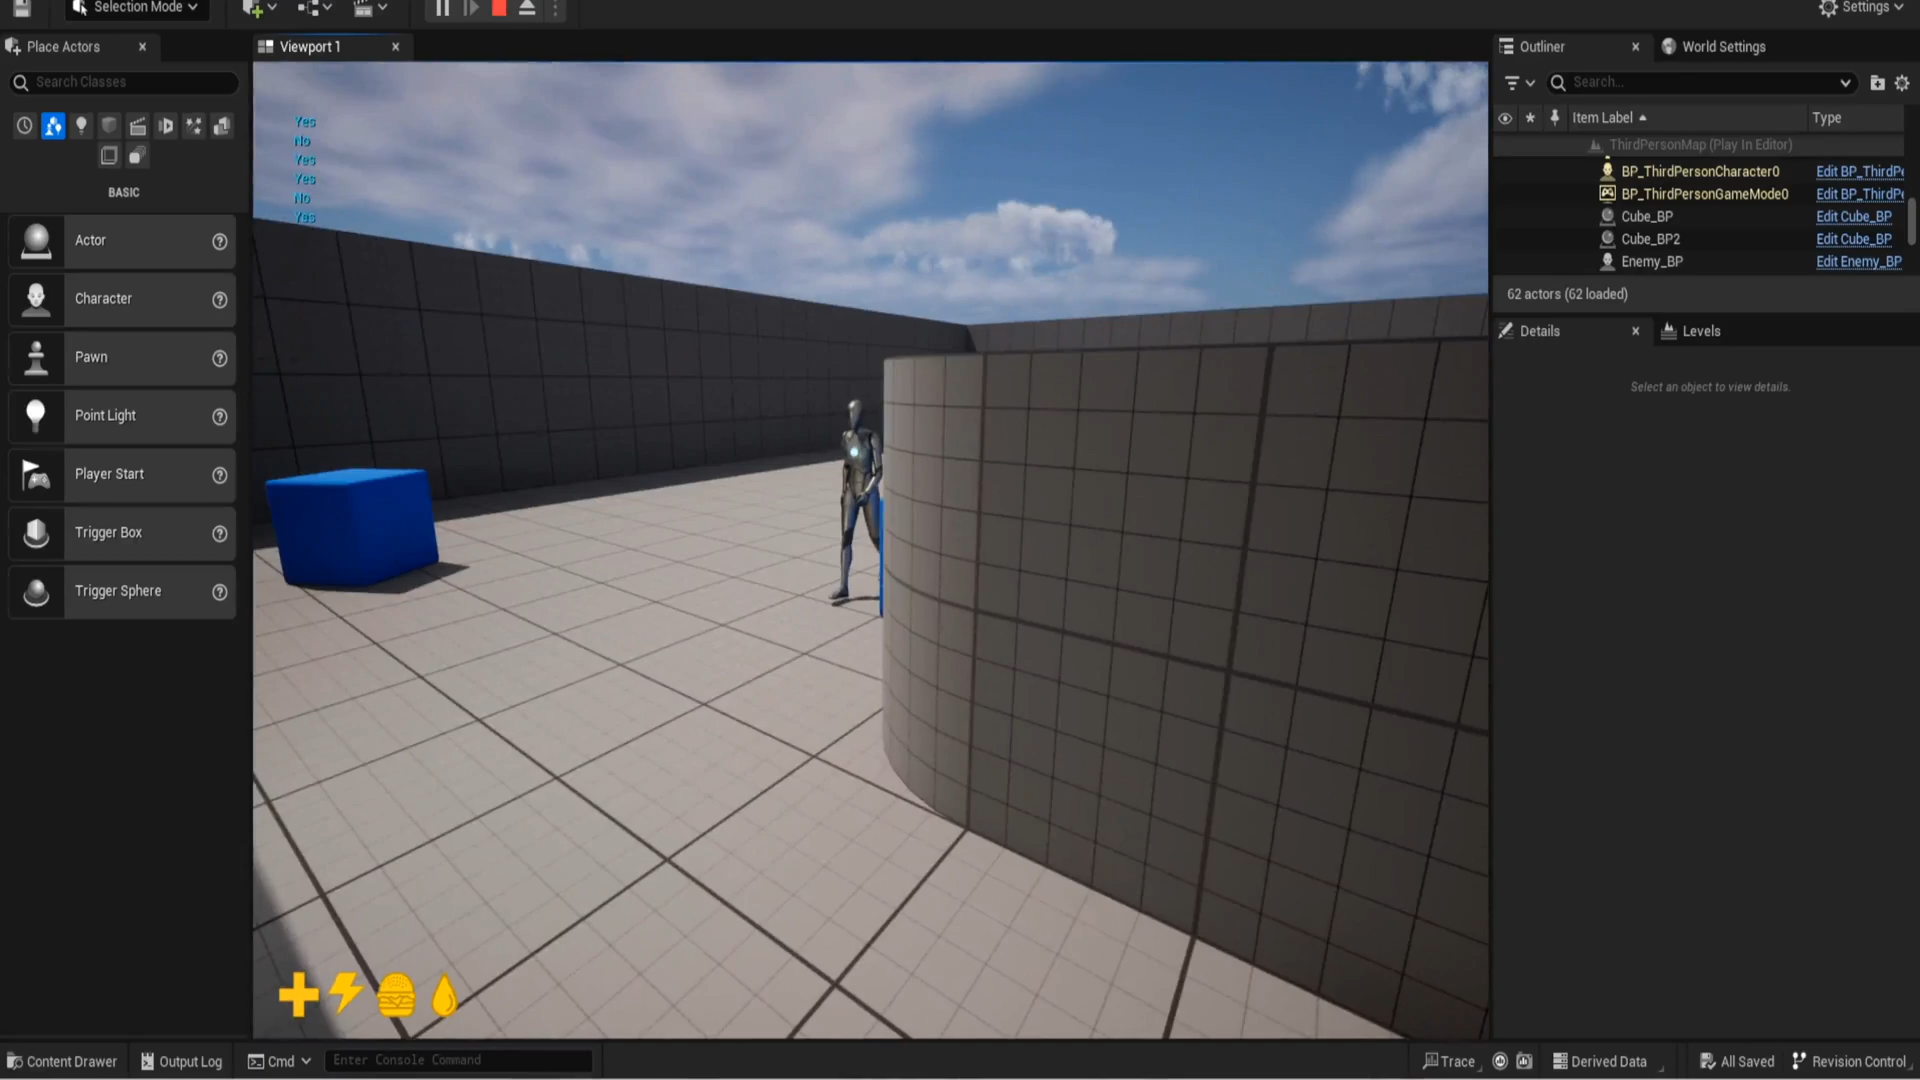 Selection Mode
Settings
Place Actors
Viewport 1
Outliner
World Settings
Search Classes
Search...
Item Label
Type
ThirdPersonMap (Play In Editor)
BP_ThirdPersonCharacter0
Edit BP_ThirdPe
BP_ThirdPersonGameMode0
Edit BP_ThirdPe
Cube_BP
Edit Cube_BP
Cube_BP2
Edit Cube_BP
Enemy_BP
Edit Enemy_BP
62 actors (62 loaded)
Details
Levels
Select an object to view details.
BASIC
Actor
Character
Pawn
Point Light
Player Start
Trigger Box
Trigger Sphere
Yes
No
Yes
Yes
No
Yes
Content Drawer
Output Log
Cmd
Enter Console Command
Trace
Derived Data
All Saved
Revision Control